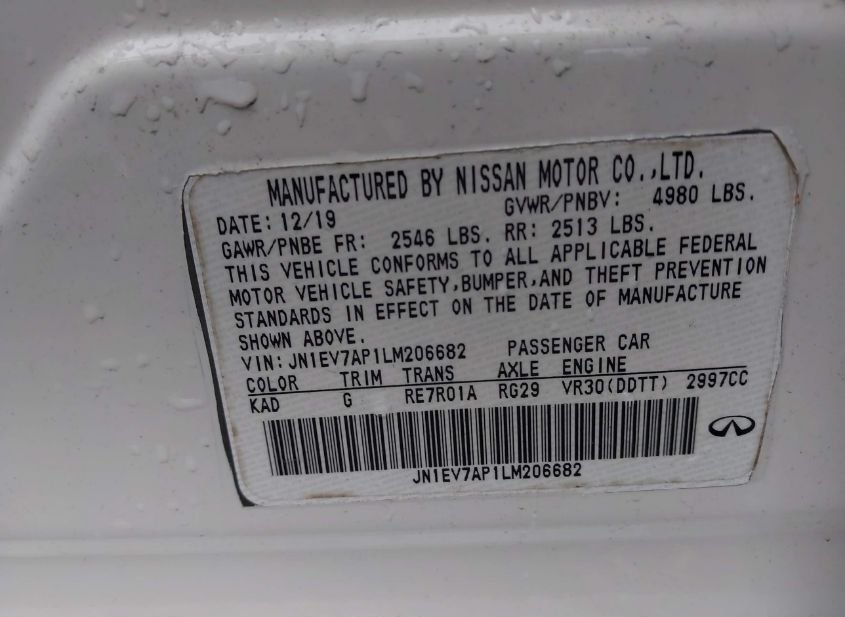 MANUFACTURED BY NISSAN MOTOR CO.,LTD.
DATE: 12/19 GVWR/PNBV: 4980 LBS.
GAWR/PNBE FR: 2546 LBS. RR: 2513 LBS.
THIS VEHICLE CONFORMS TO ALL APPLICABLE FEDERAL
MOTOR VEHICLE SAFETY,BUMPER,AND THEFT PREVENTION
STANDARDS IN EFFECT ON THE DATE OF MANUFACTURE
SHOWN ABOVE.
VIN: JN1EV7AP1LM206682 PASSENGER CAR
COLOR TRIM TRANS AXLE ENGINE
KAD G RE7R01A RG29 VR30(DDTT) 2997CC
JN1EV7AP1LM206682